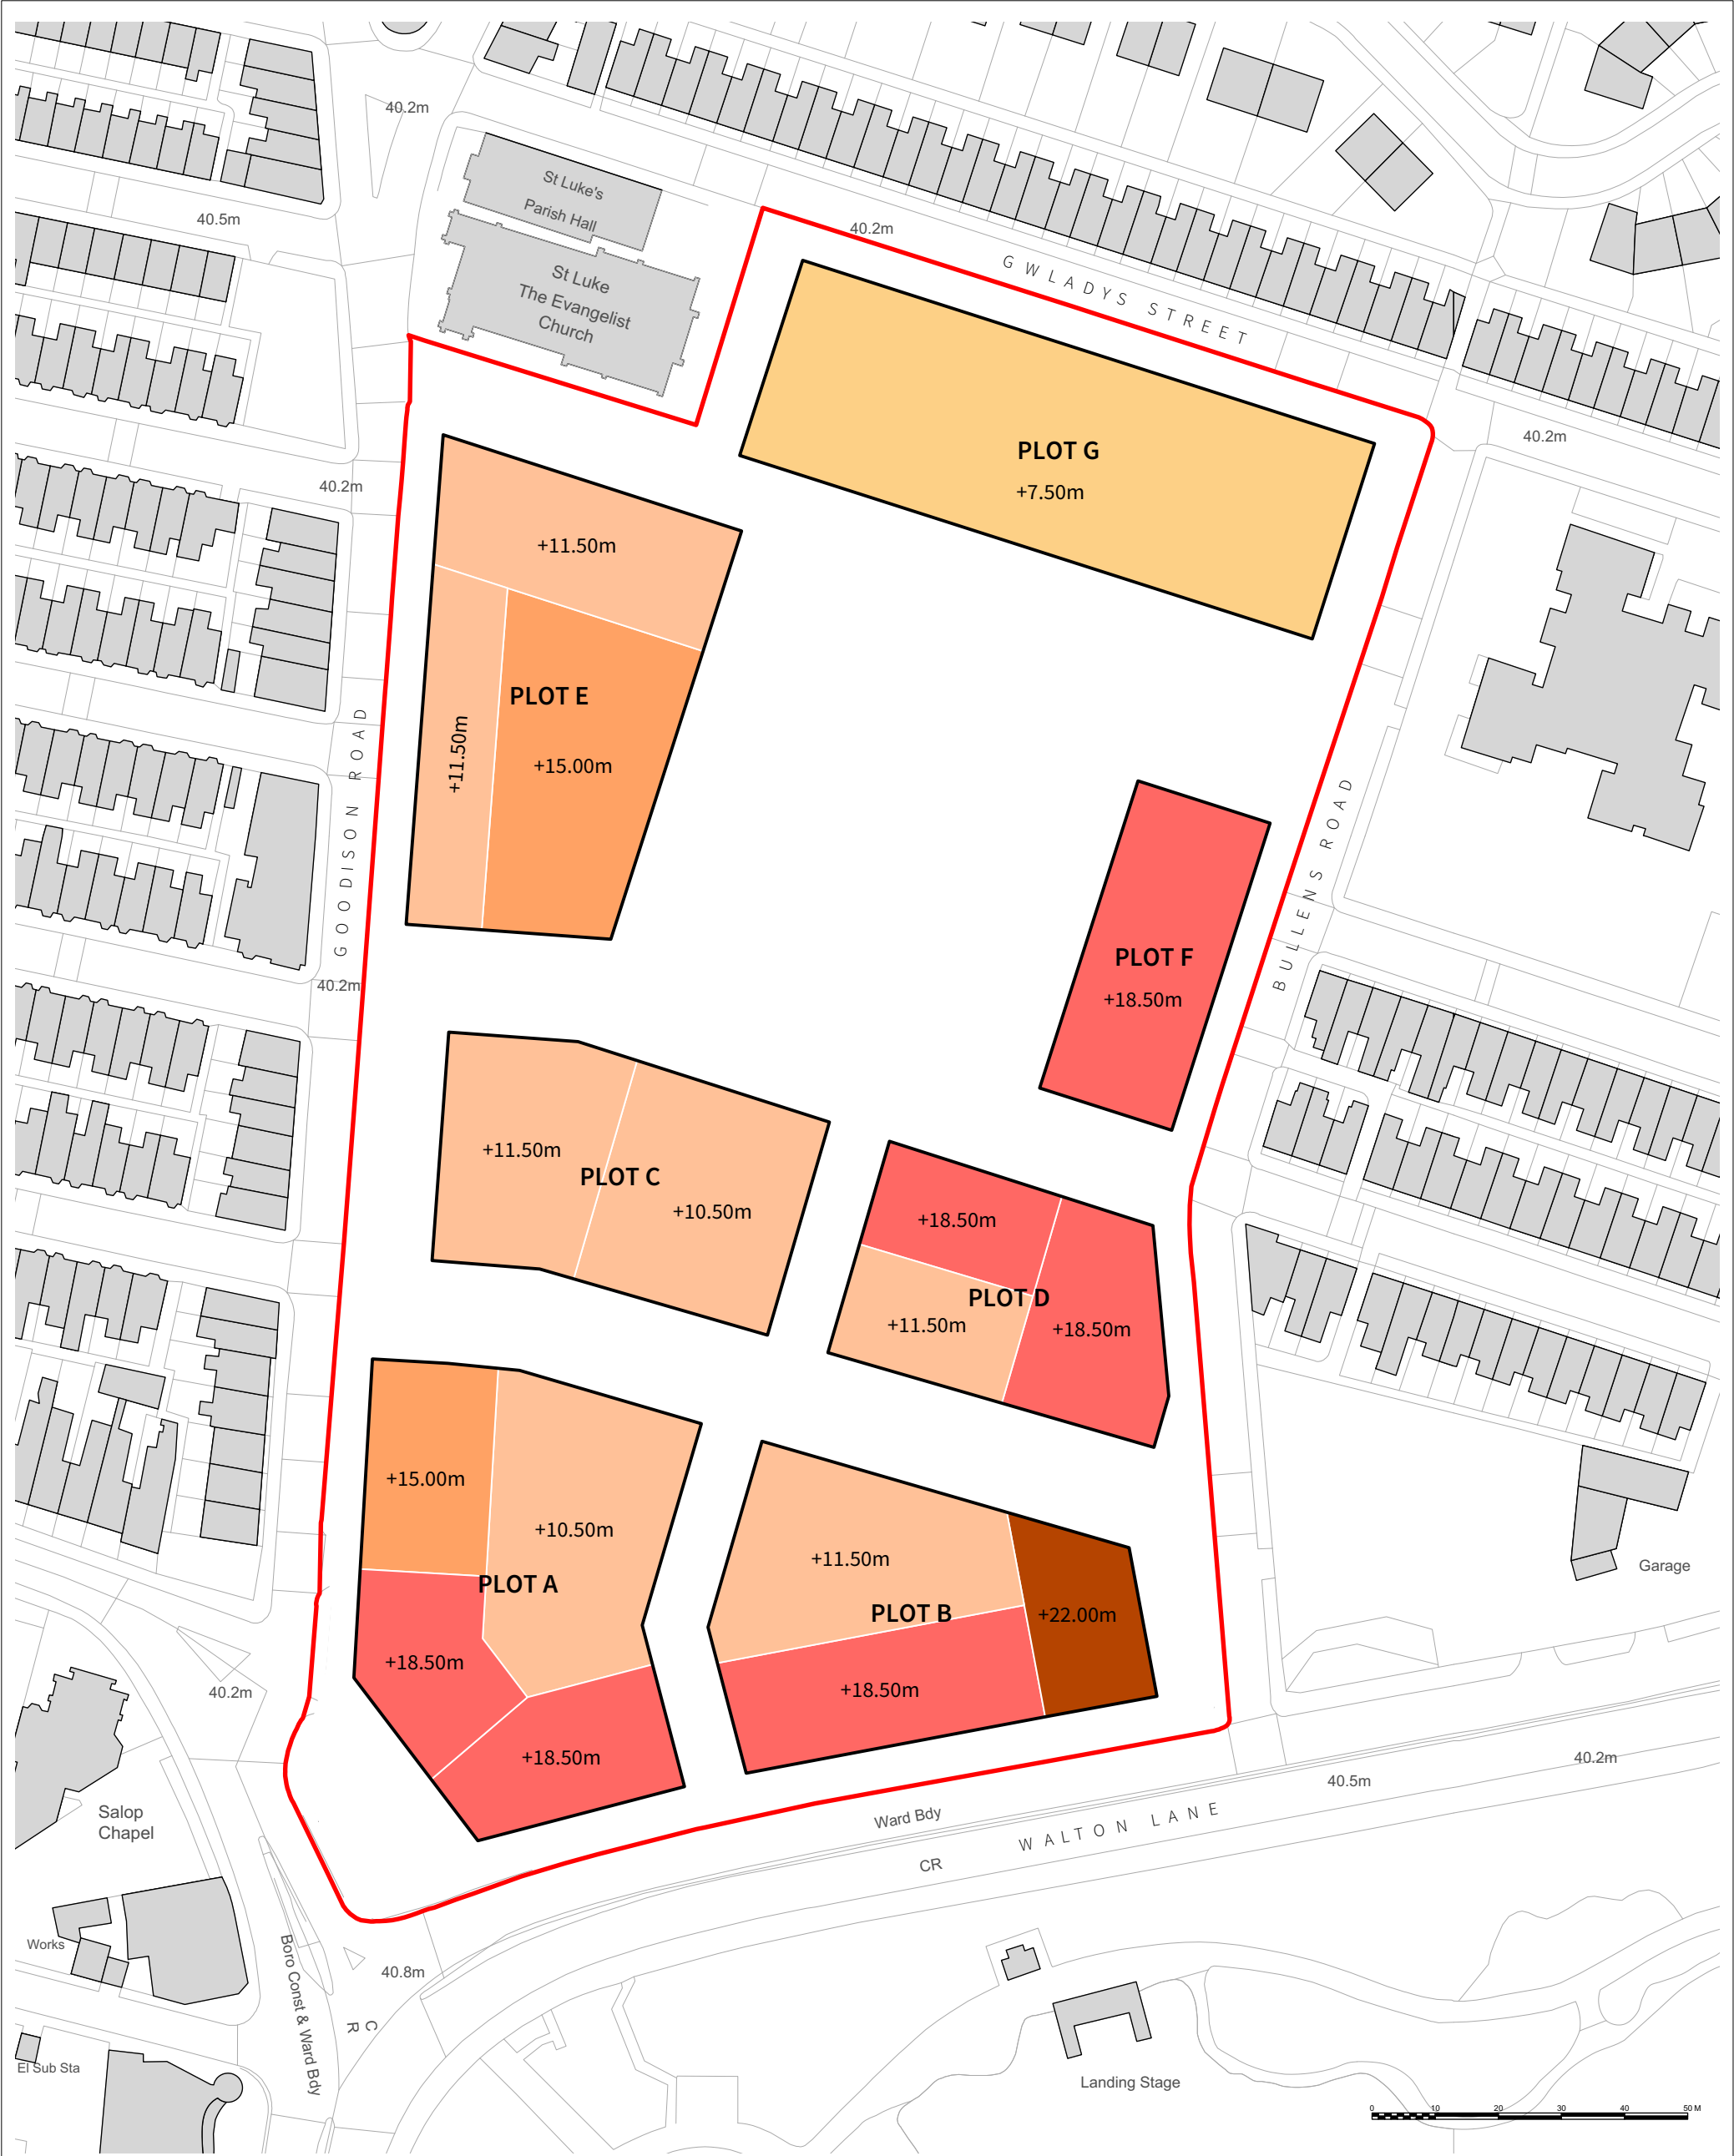 40.2m
St Luke's
Parish Hall
40.5m
40.2m
St Luke
The Evangelist
Church
GWLADYS STREET
40.2m
PLOT G
+7.50m
40.2m
+11.50m
PLOT E
+11.50m
+15.00m
GOODISON ROAD
BULLENS ROAD
PLOT F
+18.50m
40.2m
+11.50m
PLOT C
+10.50m
+18.50m
PLOT D
+11.50m
+18.50m
+15.00m
+10.50m
PLOT A
+18.50m
+18.50m
+11.50m
PLOT B
+22.00m
+18.50m
Garage
40.2m
40.2m
40.5m
Salop
Chapel
Ward Bdy
WALTON LANE
CR
Works
Boro Const & Ward Bdy
40.8m
CR
El Sub Sta
Landing Stage
0 10 20 30 40 50 M